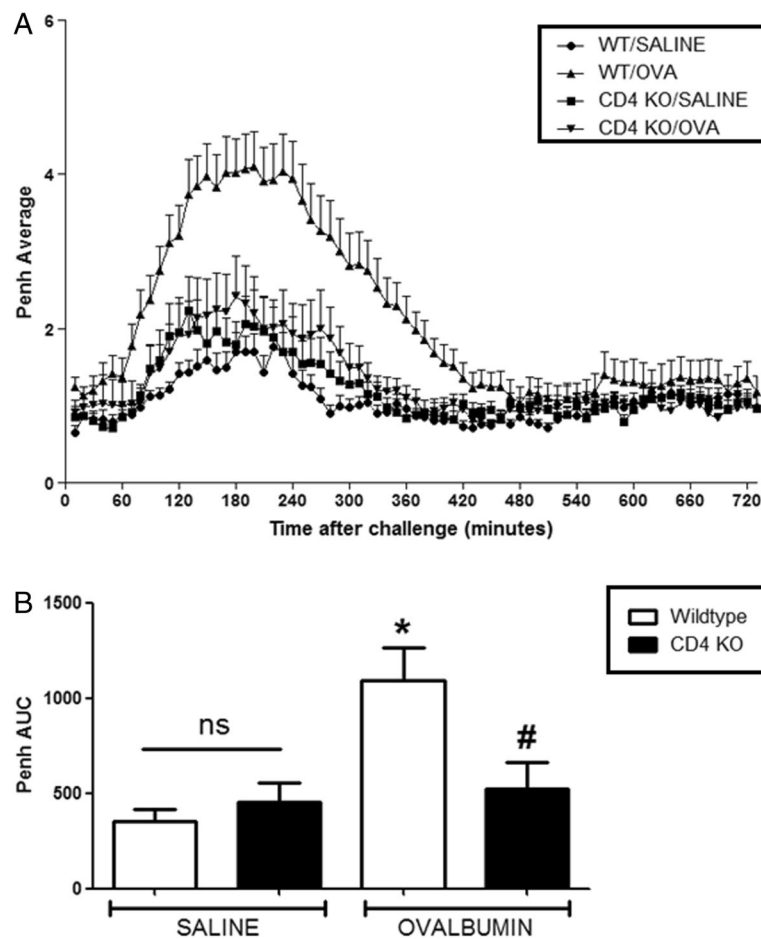 A
6
4
2
0
Penh Average
WT/SALINE
WT/OVA
CD4 KO/SALINE
CD4 KO/OVA
0 60 120 180 240 300 360 420 480 540 600 660 720
Time after challenge (minutes)
B
1500
1000
500
0
Penh AUC
Wildtype
CD4 KO
ns
*
#
SALINE OVALBUMIN